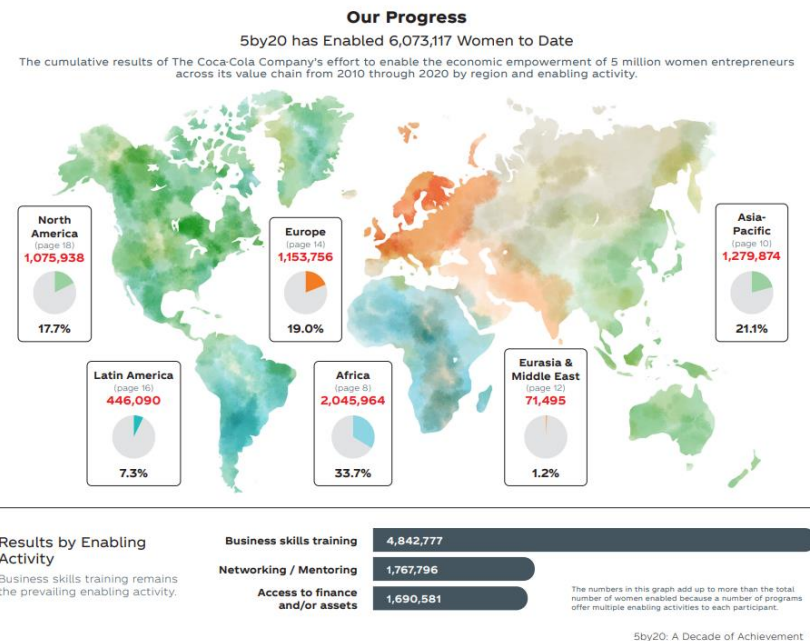 Our Progress
5by20 has Enabled 6,073,117 Women to Date
The cumulative results of The Coca-Cola Company's effort to enable the economic empowerment of 5 million women entrepreneurs
across its value chain from 2010 through 2020 by region and enabling activity.
North
America
(page 18)
1,075,938
17.7%
Europe
(page 14)
1,153,756
19.0%
Asia-
Pacific
(page 10)
1,279,874
21.1%
Latin America
(page 16)
446,090
7.3%
Africa
(page 8)
2,045,964
33.7%
Eurasia &
Middle East
(page 12)
71,495
1.2%
Results by Enabling
Activity
Business skills training remains
the prevailing enabling activity.
Business skills training 4,842,777
Networking / Mentoring 1,767,796
Access to finance
and/or assets 1,690,581
The numbers in this graph add up to more than the total
number of women enabled because a number of programs
offer multiple enabling activities to each participant.
5by20: A Decade of Achievement